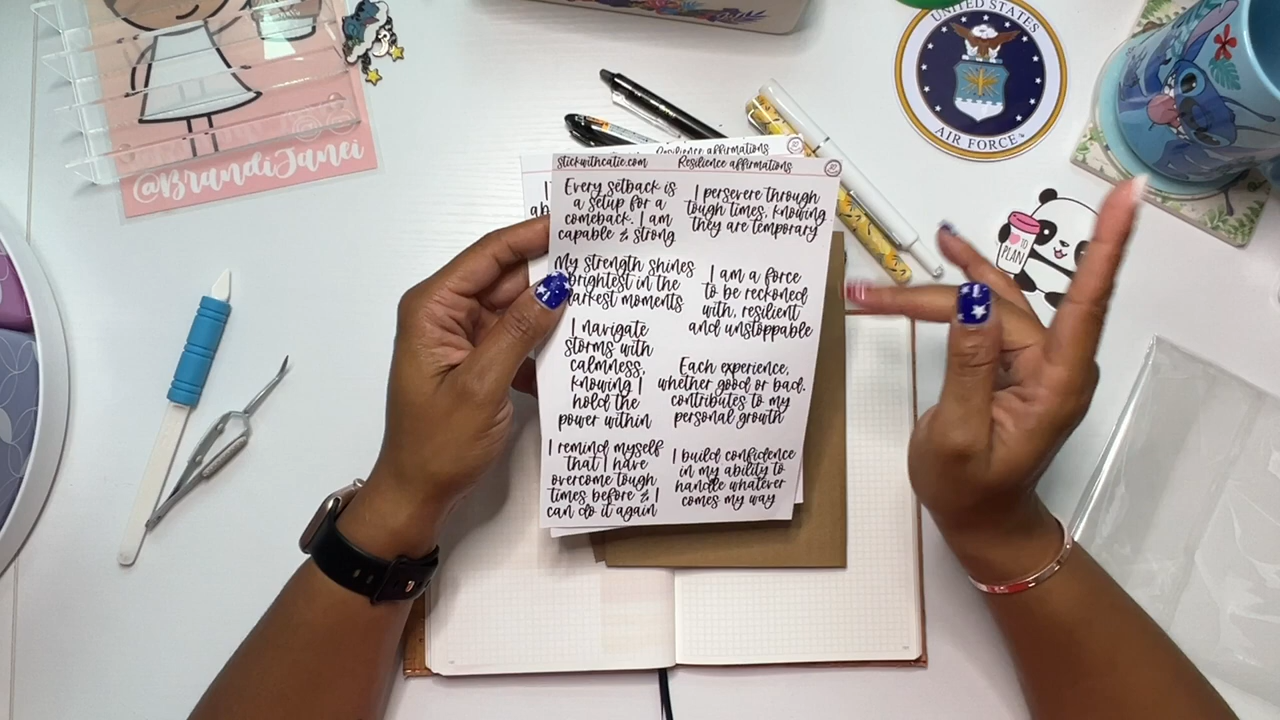 @BrandiJanei
UNITED STATES
AIR FORCE
TO
PLAN
Resilience affirmations
stickwithcatie.com Resilience affirmations
Every setback is
a setup for a
comeback. I am
capable & strong
I persevere through
tough times, knowing
they are temporary
My strength shines
brightest in the
darkest moments
I am a force
to be reckoned
with, resilient
and unstoppable
I navigate
storms with
calmness,
knowing I
hold the
power within
Each experience,
whether good or bad,
contributes to my
personal growth
I remind myself
that I have
overcome tough
times before & I
can do it again
I build confidence
in my ability to
handle whatever
comes my way